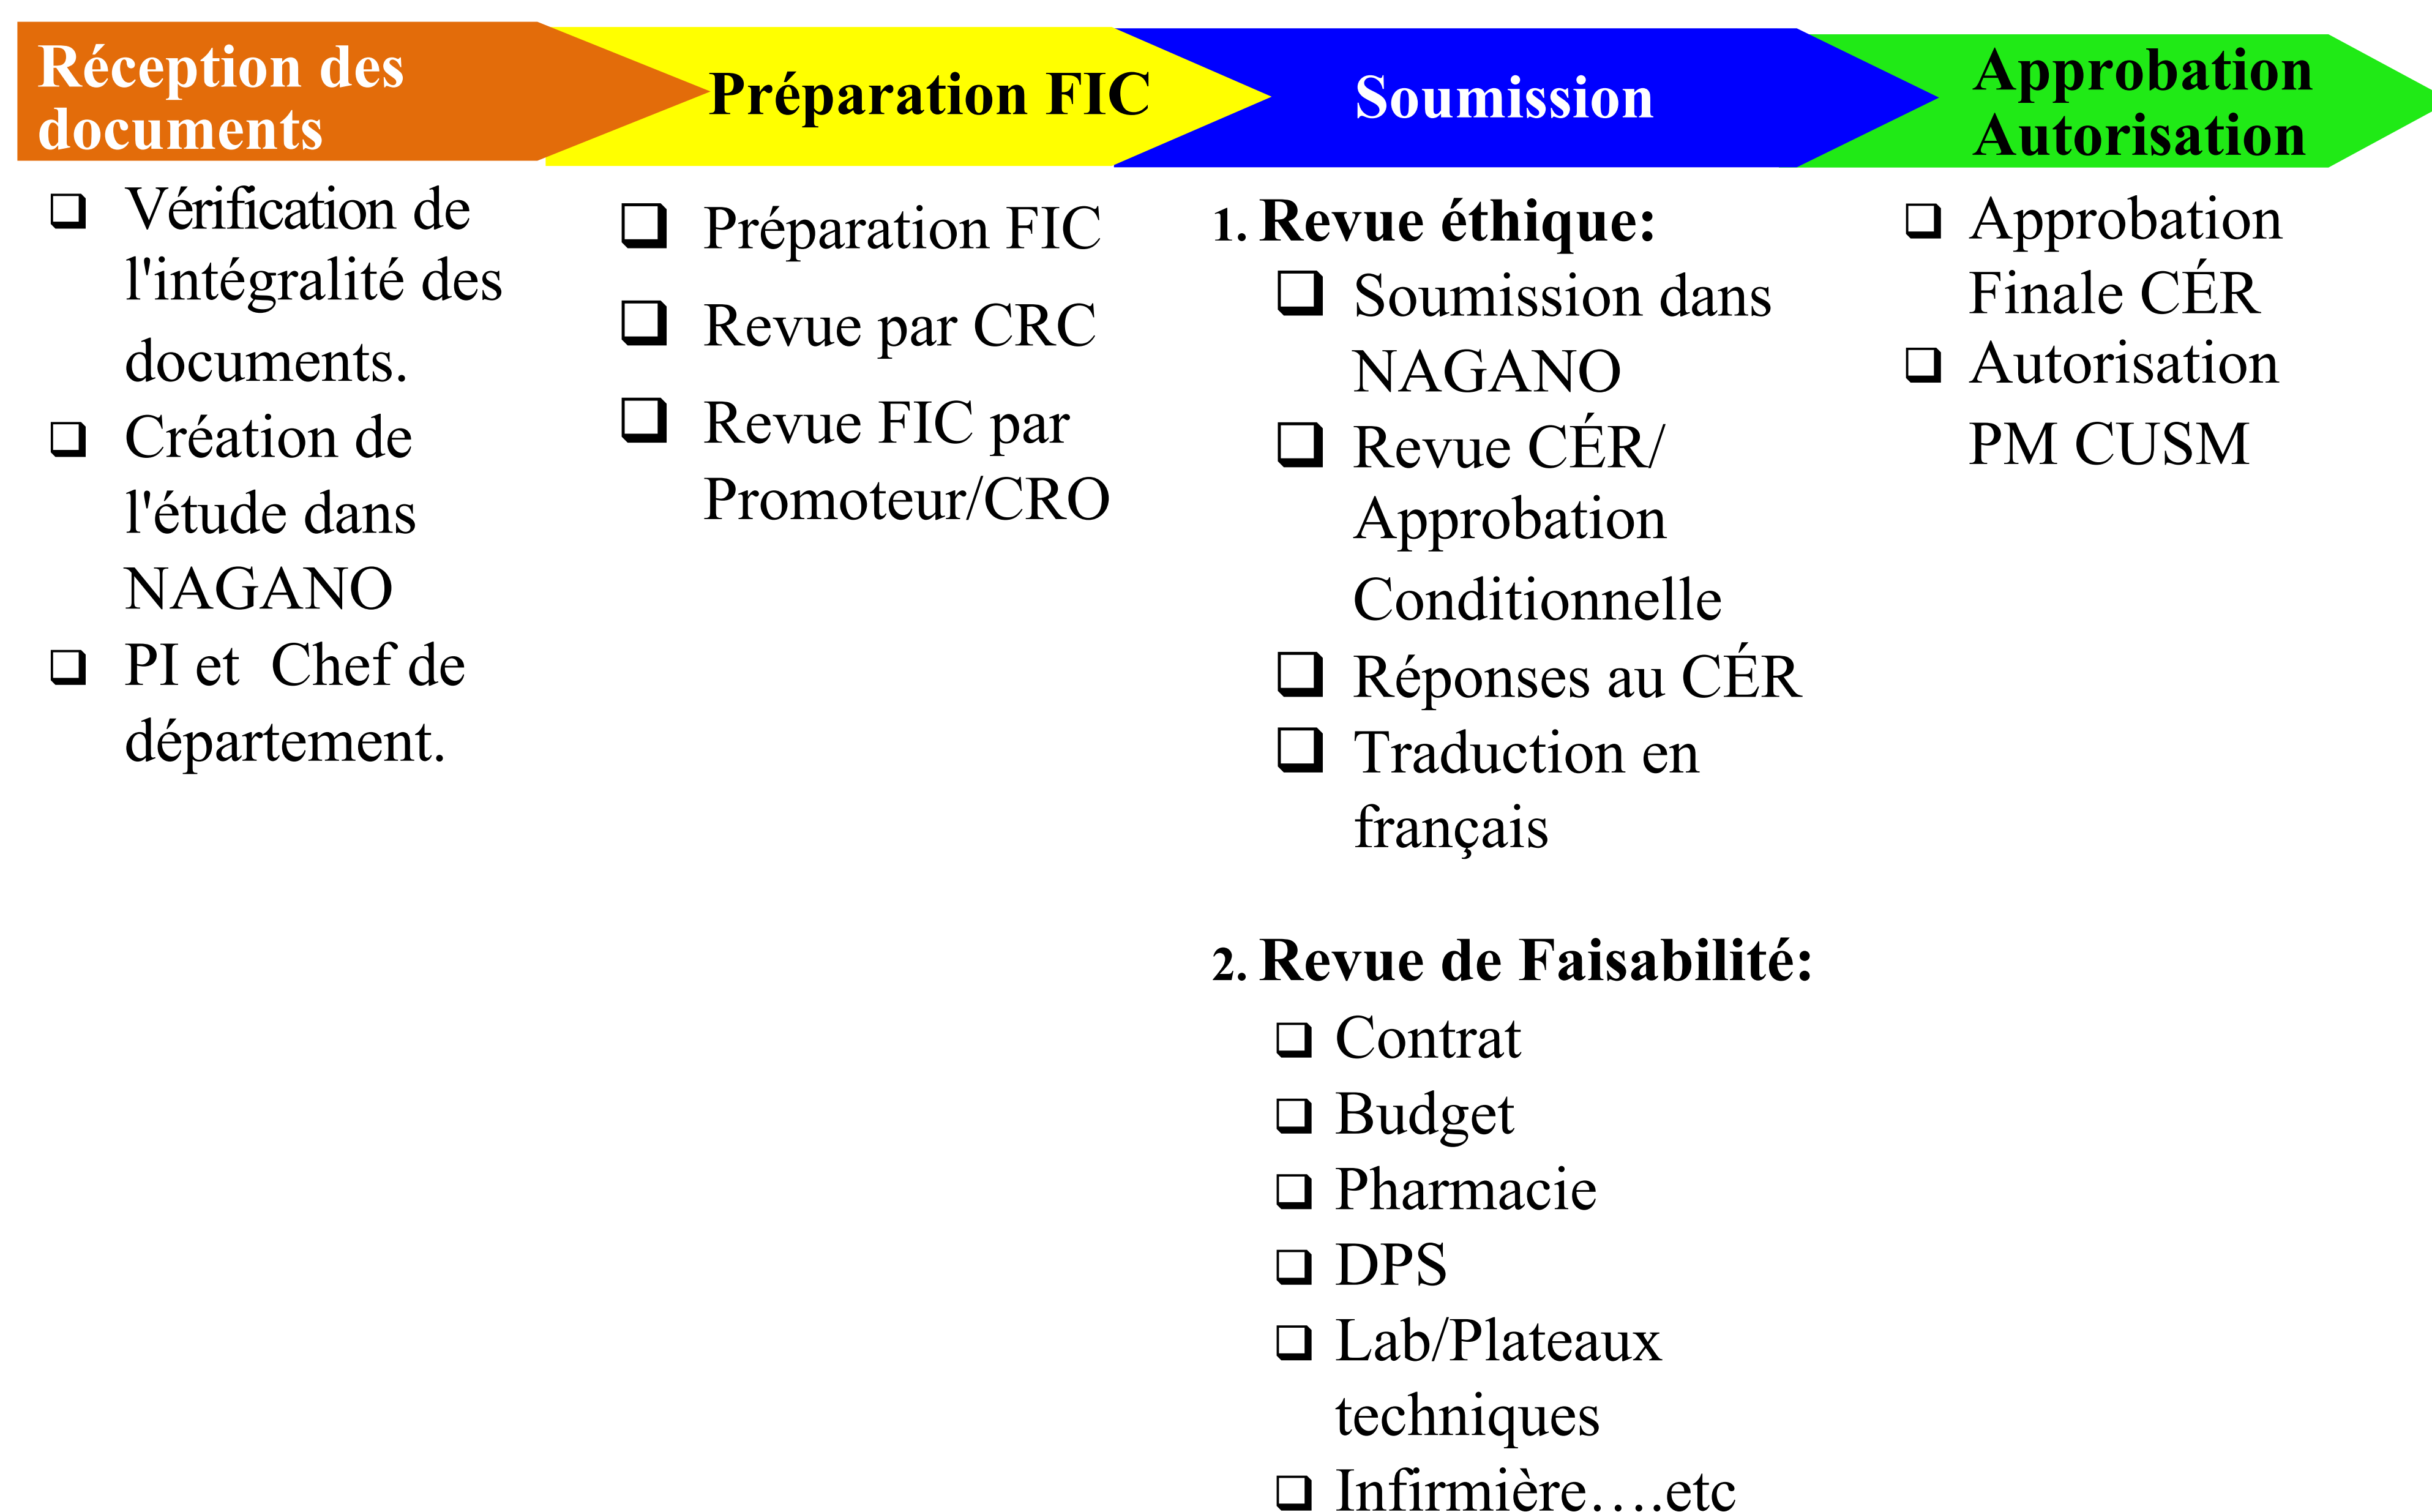 Réception des
documents
Préparation FIC
Soumission
Approbation
Autorisation
Vérification de
l'intégralité des
documents.
Création de
l'étude dans
NAGANO
PI et  Chef de
département.
Préparation FIC
Revue par CRC
Revue FIC par
Promoteur/CRO
1. Revue éthique:
Soumission dans
NAGANO
Revue CÉR/
Approbation
Conditionnelle
Réponses au CÉR
Traduction en
français
2. Revue de Faisabilité:
Contrat
Budget
Pharmacie
DPS
Lab/Plateaux
techniques
Infirmière….etc
Approbation
Finale CÉR
Autorisation
PM CUSM